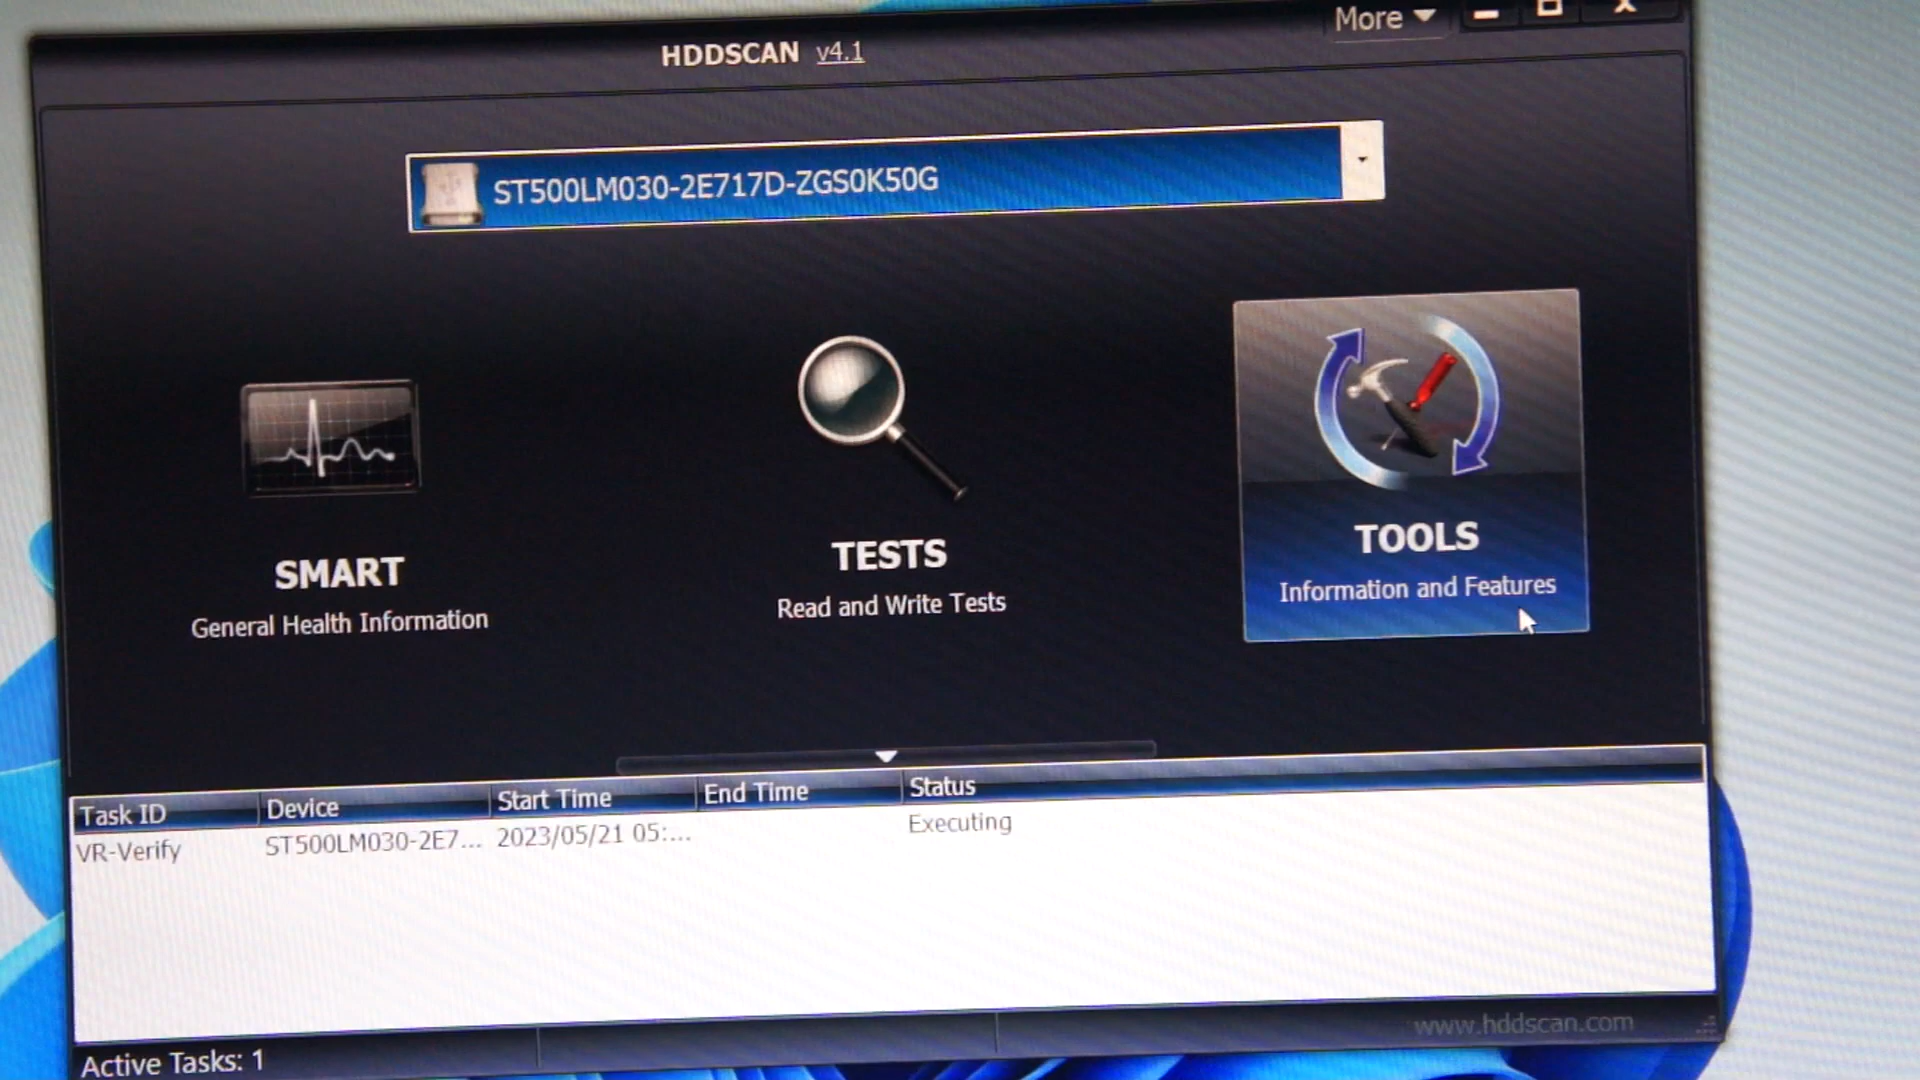 More
HDDSCAN v4.1
ST500LM030-2E717D-ZGS0K50G
SMART
General Health Information
TESTS
Read and Write Tests
TOOLS
Information and Features
Task ID Device Start Time End Time Status
VR-Verify ST500LM030-2E7... 2023/05/21 05:... Executing
www.hddscan.com
Active Tasks: 1